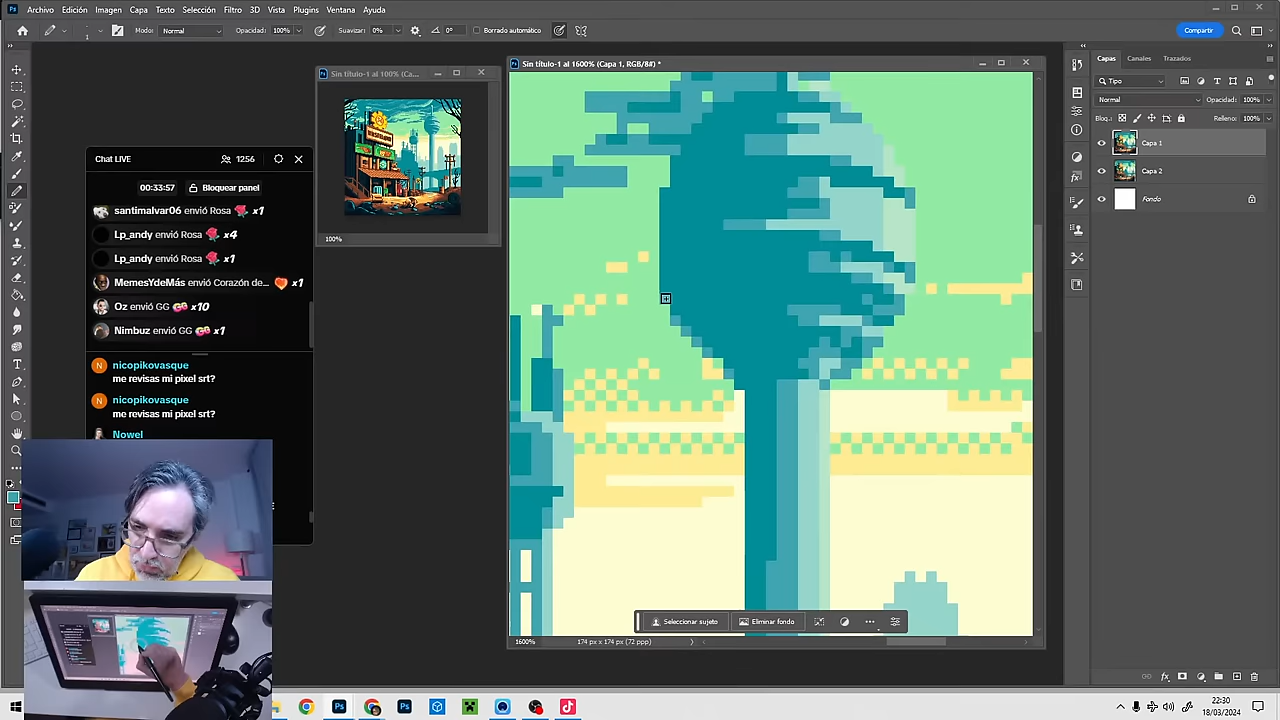 Archivo Edición Imagen Capa Texto Selección Filtro 3D Vista Plugins Ventana Ayuda
1 Modo: Normal Opacidad: 100% Suavizar: 0% 0° Borrado automático Compartir
Sin título-1 al 100% (Ca...
100%
Sin título-1 al 1600% (Capa 1, RGB/8#) *
Chat LIVE 1256
00:33:57 Bloquear panel
santimalvar06 envió Rosa x1
Lp_andy envió Rosa x4
Lp_andy envió Rosa x1
MemesYdeMás envió Corazón de... x1
Oz envió GG x10
Nimbuz envió GG x1
N nicopikovasque
me revisas mi pixel srt?
N nicopikovasque
me revisas mi pixel srt?
Nowel
Seleccionar sujeto Eliminar fondo
1600% 174 px x 174 px (72 ppp)
Capas Canales Trazados
Tipo
Normal Opacidad: 100%
Bloq.: Relleno: 100%
Capa 1
Capa 2
Fondo
22:30
18/03/2024